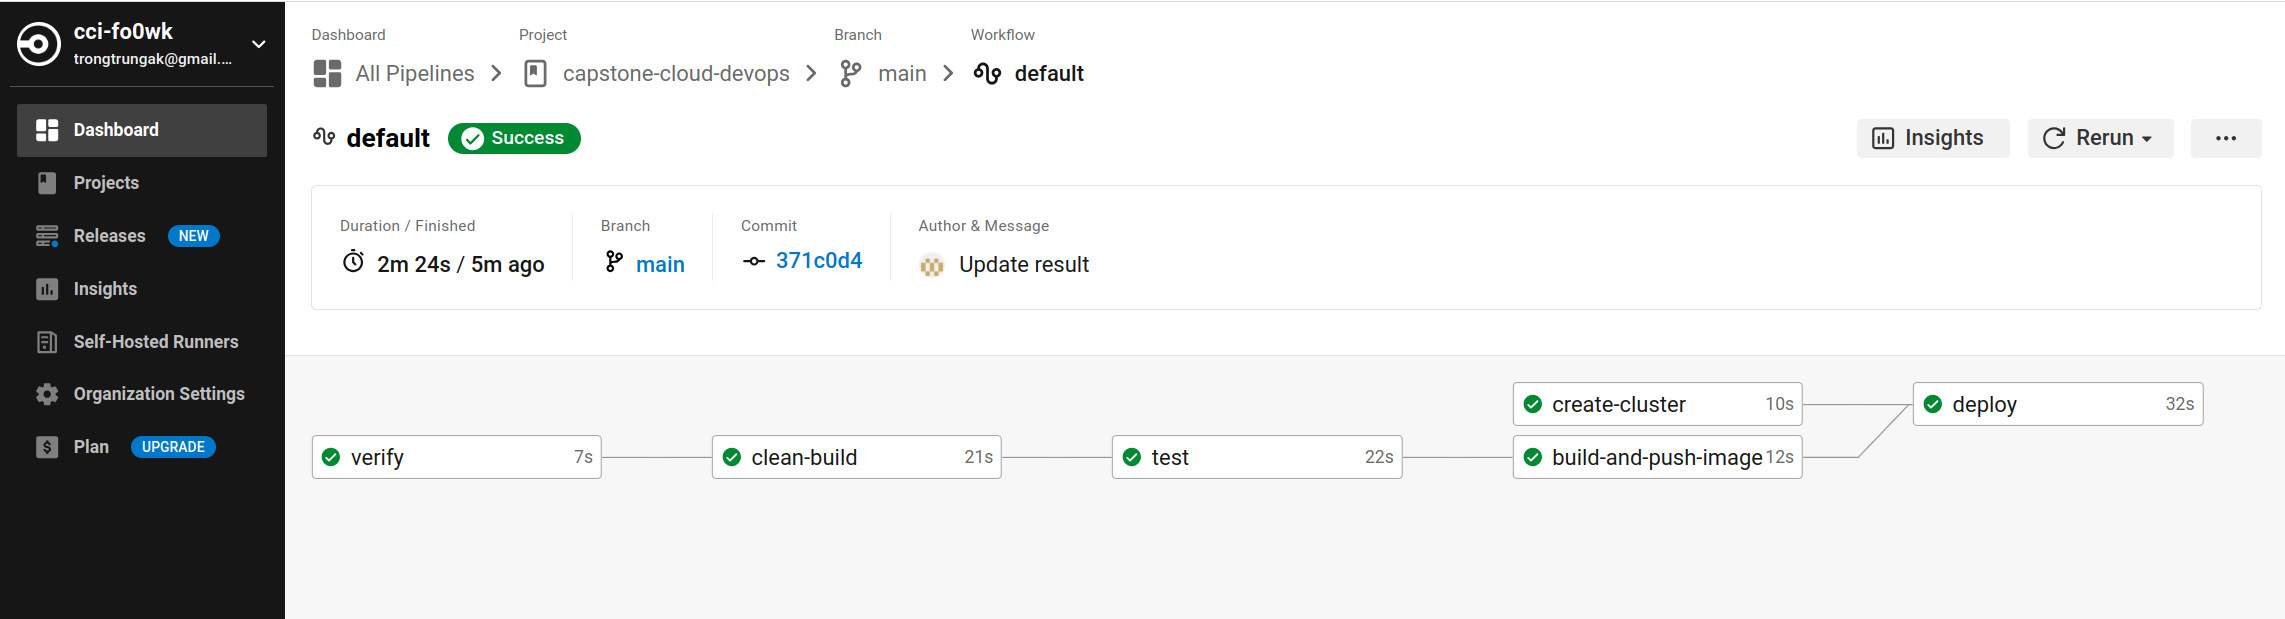 cci-fo0wk
trongtrungak@gmail....
Dashboard
Projects
Releases NEW
Insights
Self-Hosted Runners
Organization Settings
Plan UPGRADE
Dashboard Project Branch Workflow
All Pipelines capstone-cloud-devops main default
default Success Insights Rerun
Duration / Finished Branch Commit Author & Message
2m 24s / 5m ago main 371c0d4 Update result
create-cluster 10s deploy 32s
verify 7s clean-build 21s test 22s build-and-push-image 12s